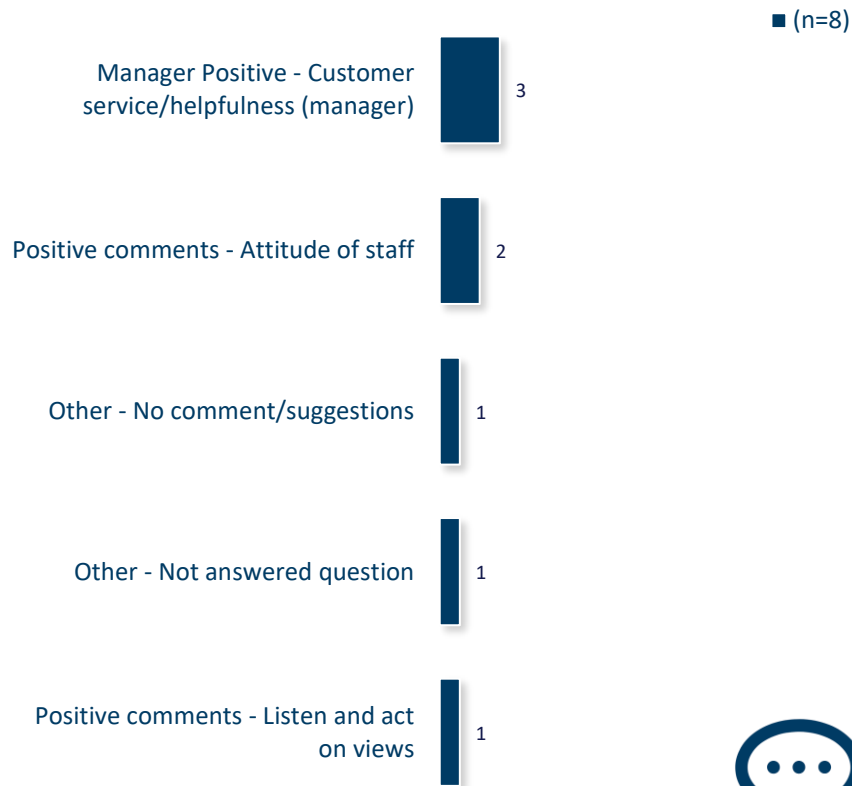 (n=8)
Manager Positive - Customer
service/helpfulness (manager)
3
Positive comments - Attitude of staff
2
Other - No comment/suggestions
1
Other - Not answered question
1
Positive comments - Listen and act
on views
1